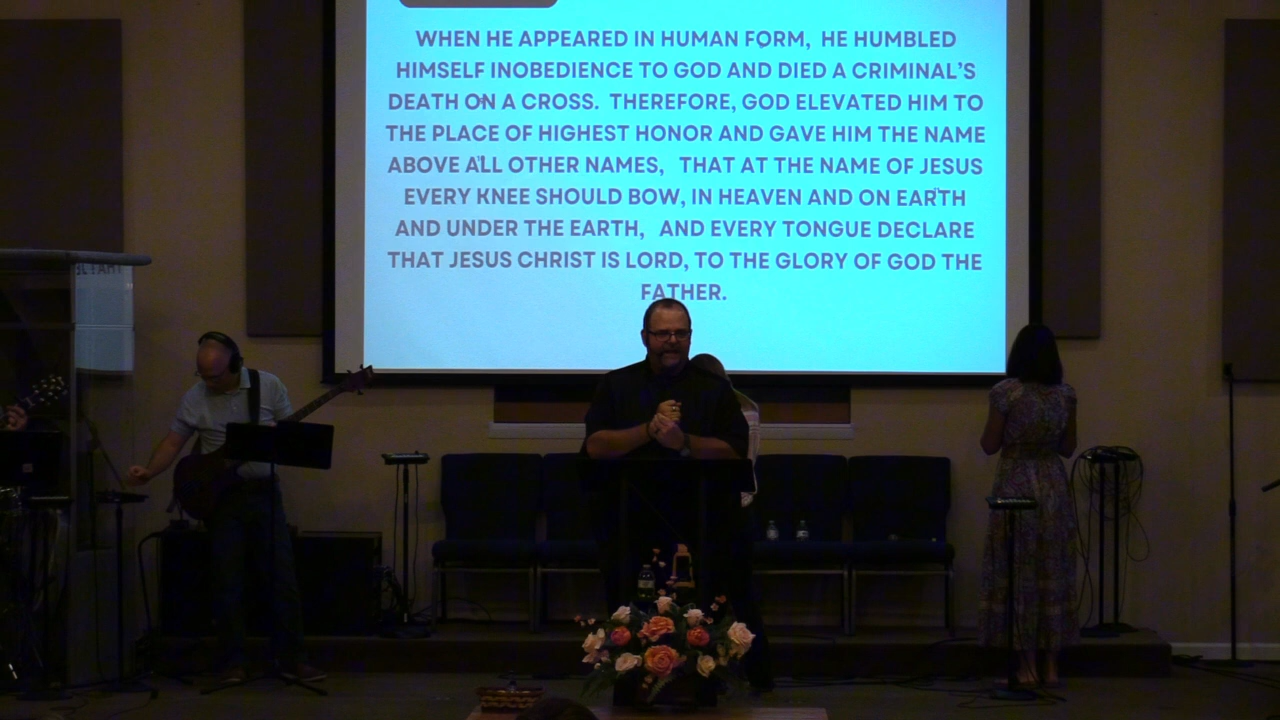 WHEN HE APPEARED IN HUMAN FORM, HE HUMBLED
HIMSELF INOBEDIENCE TO GOD AND DIED A CRIMINAL'S
DEATH ON A CROSS. THEREFORE, GOD ELEVATED HIM TO
THE PLACE OF HIGHEST HONOR AND GAVE HIM THE NAME
ABOVE ALL OTHER NAMES, THAT AT THE NAME OF JESUS
EVERY KNEE SHOULD BOW, IN HEAVEN AND ON EARTH
AND UNDER THE EARTH, AND EVERY TONGUE DECLARE
THAT JESUS CHRIST IS LORD, TO THE GLORY OF GOD THE
FATHER.